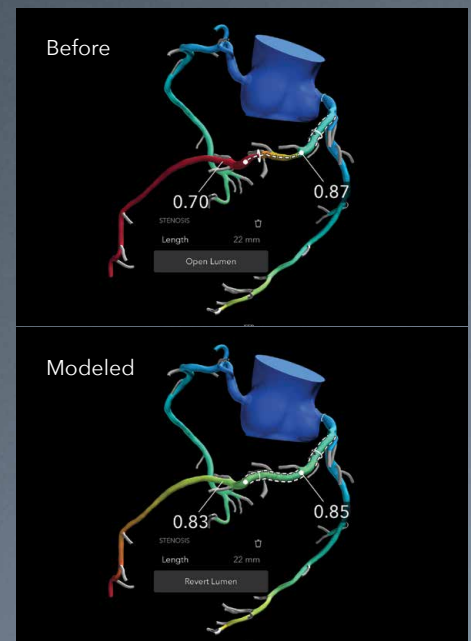 Before
0.70
0.87
STENOSIS
Length 22 mm
Open Lumen
Modeled
0.83
0.85
STENOSIS
Length 22 mm
Revert Lumen